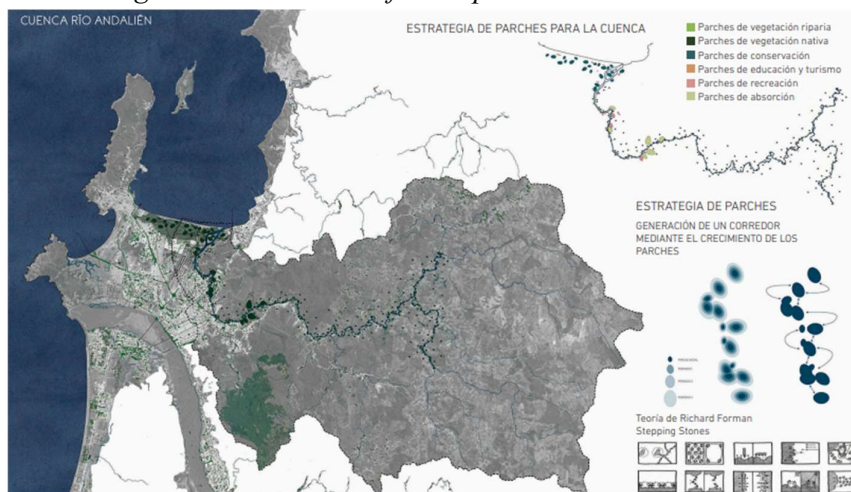 CUENCA RÍO ANDALIÉN
ESTRATEGIA DE PARCHES PARA LA CUENCA
Parches de vegetación riparia
Parches de vegetación nativa
Parches de conservación
Parches de educación y turismo
Parches de recreación
Parches de absorción
ESTRATEGIA DE PARCHES
GENERACIÓN DE UN CORREDOR
MEDIANTE EL CRECIMIENTO DE LOS
PARCHES
Teoría de Richard Forman
Stepping Stones